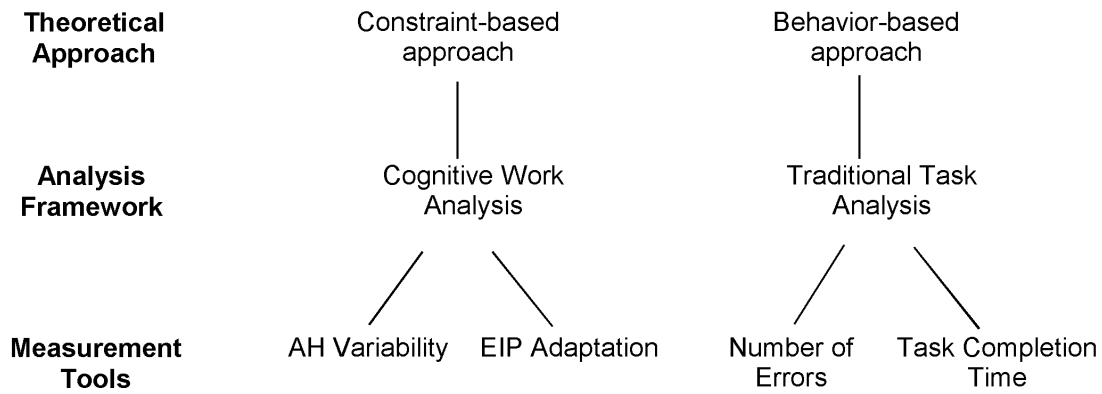 Theoretical
Approach
Constraint-based
approach
Behavior-based
approach
Analysis
Framework
Cognitive Work
Analysis
Traditional Task
Analysis
Measurement
Tools
AH Variability
EIP Adaptation
Number of
Errors
Task Completion
Time